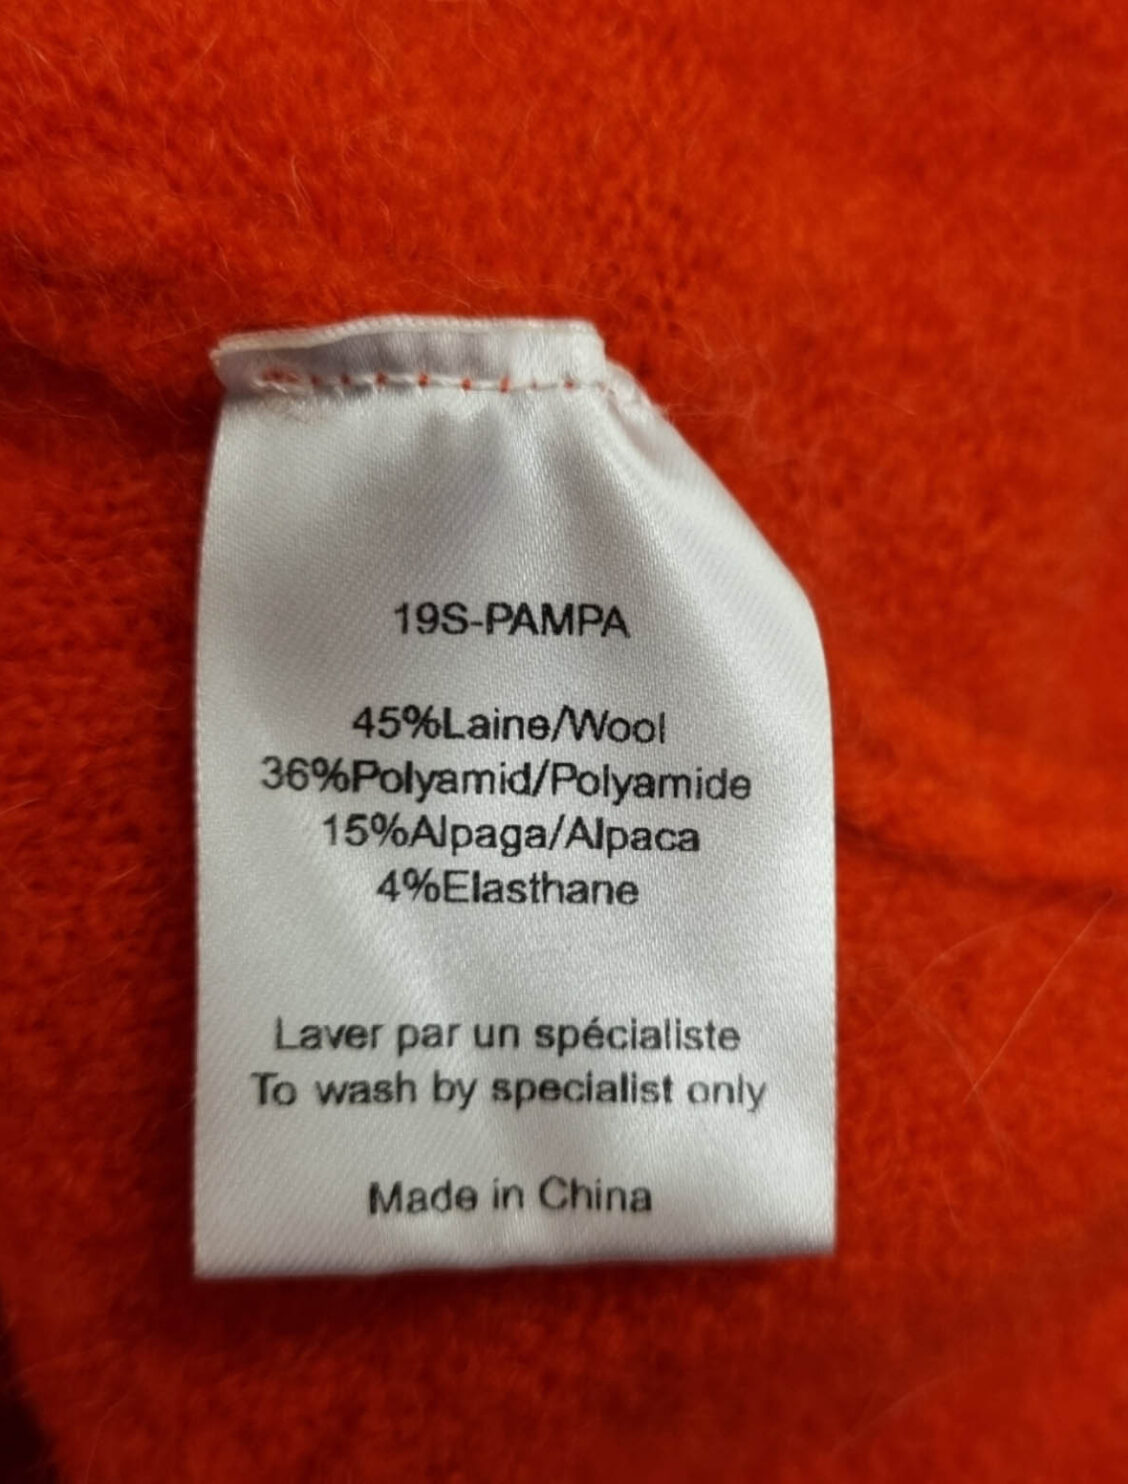 19S-PAMPA
45%Laine/Wool
36%Polyamid/Polyamide
15%Alpaga/Alpaca
4%Elasthane
Laver par un spécialiste
To wash by specialist only
Made in China